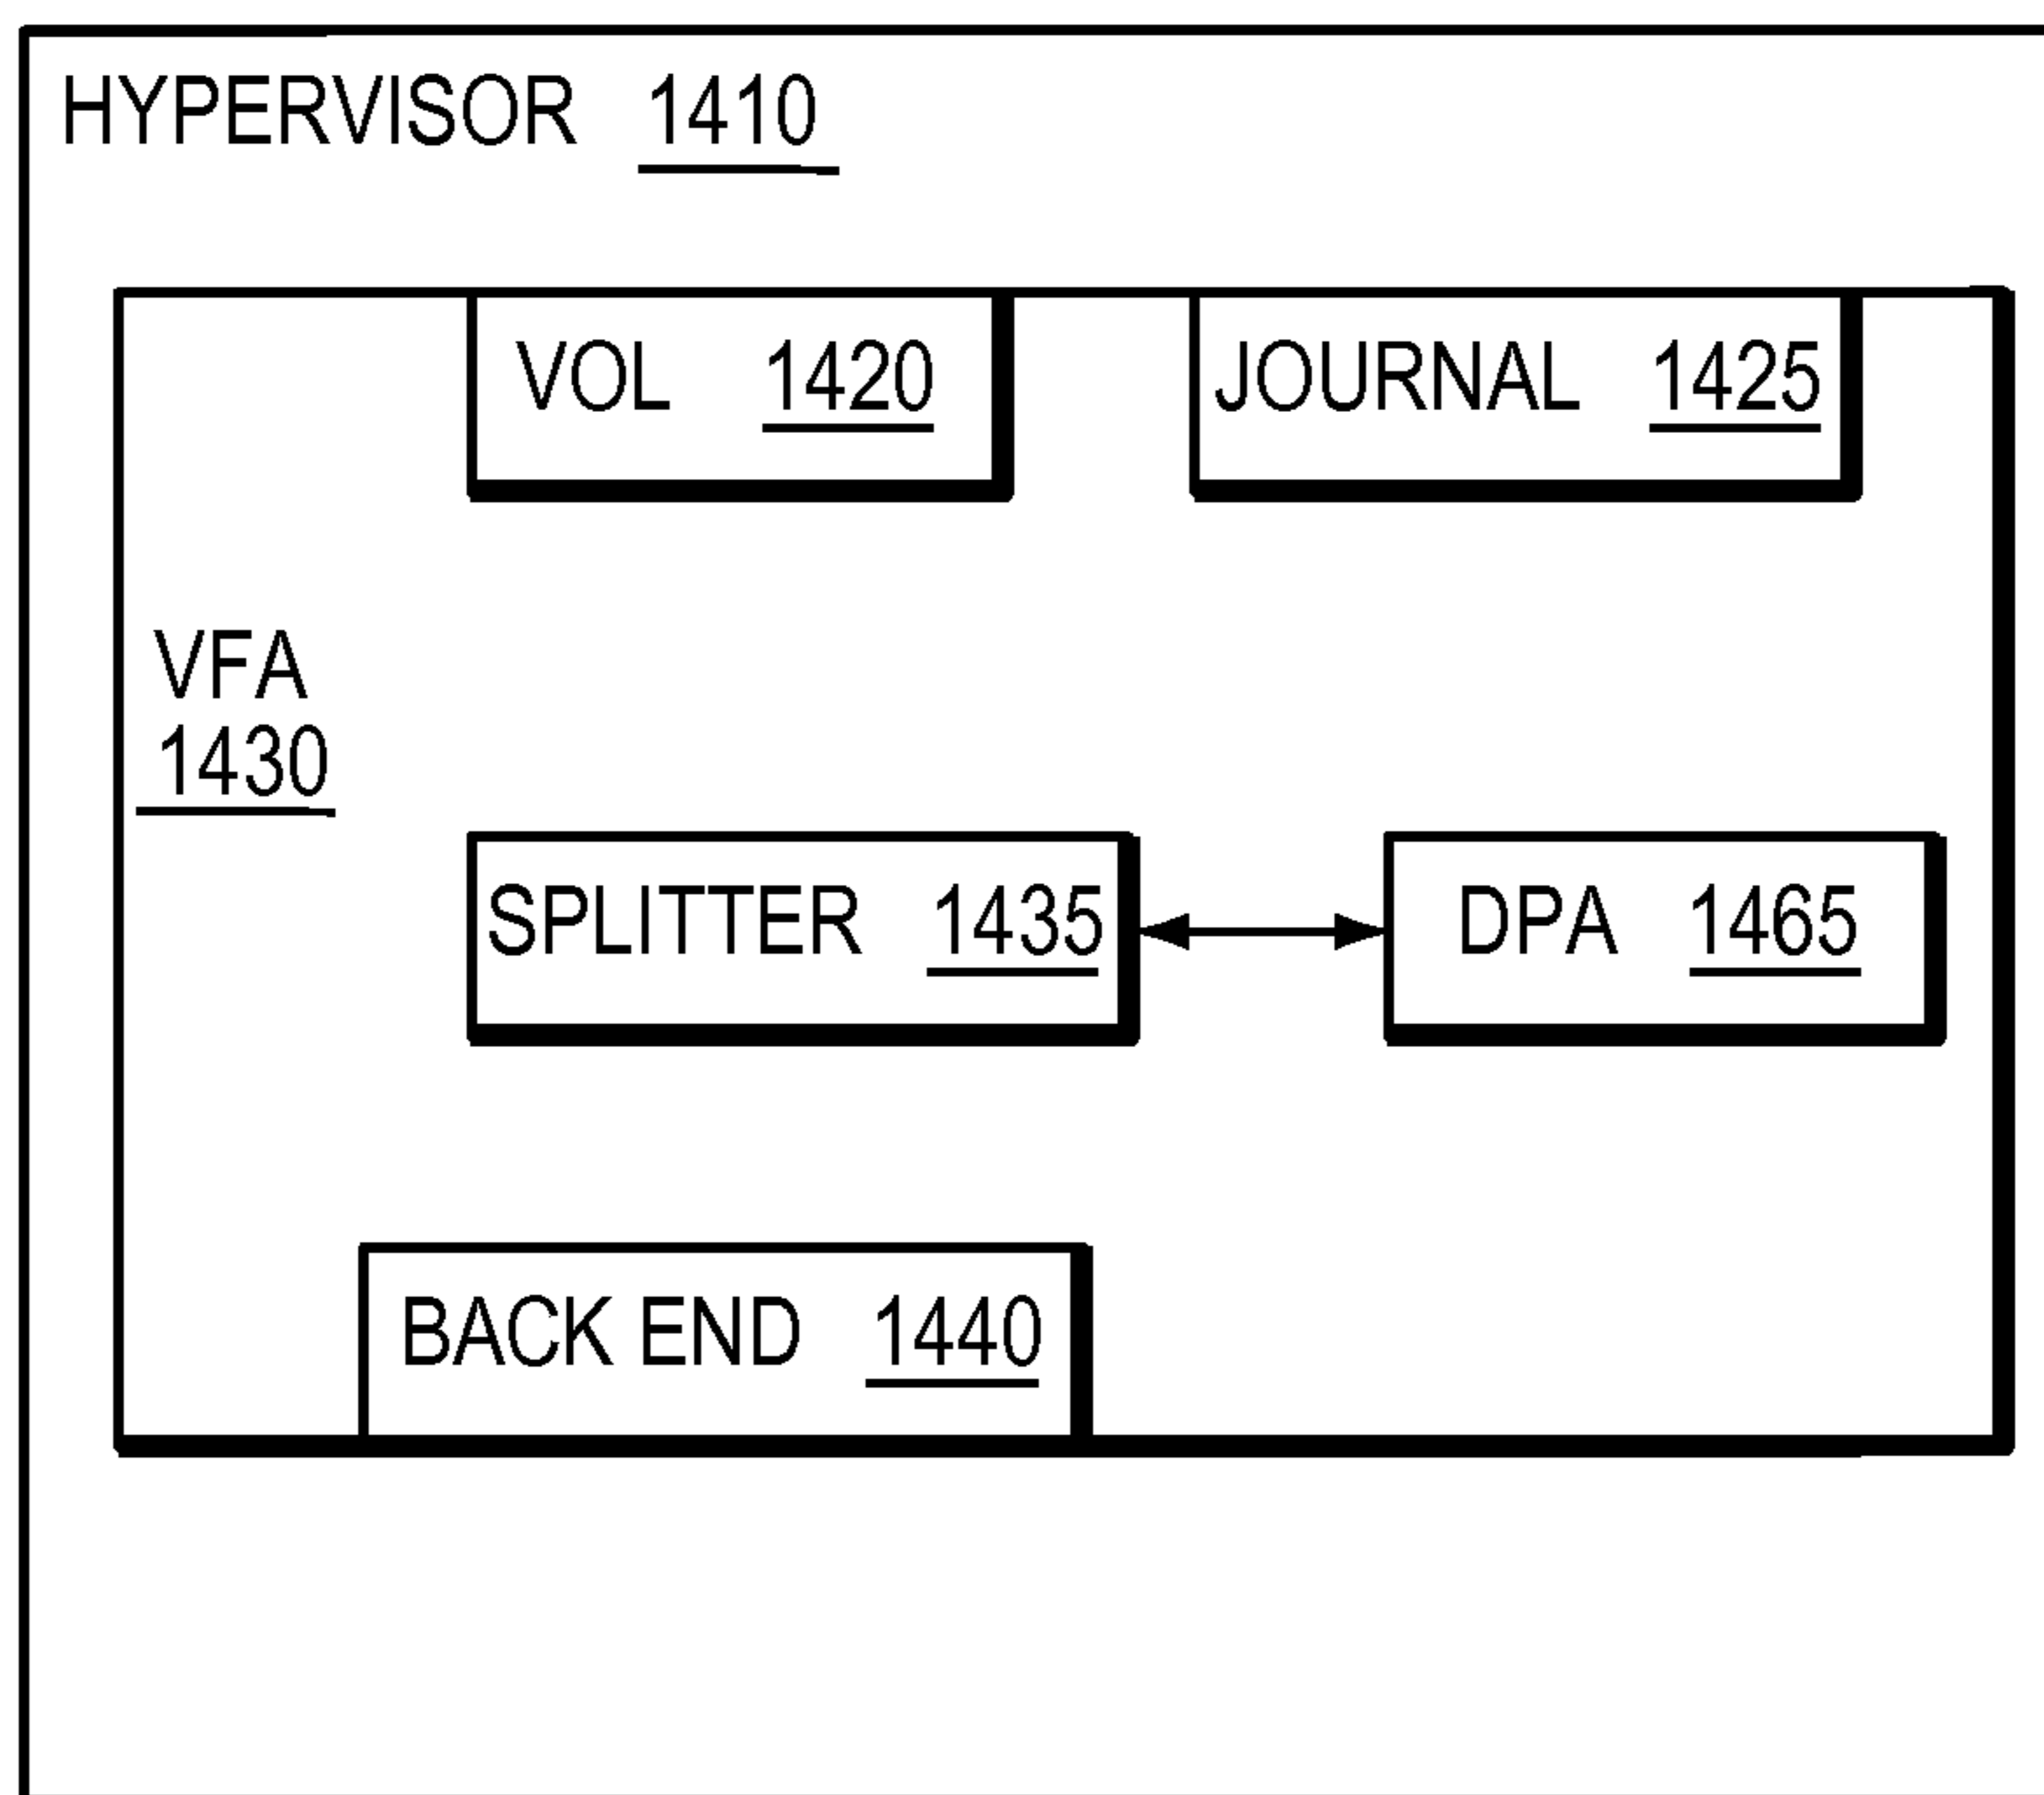 HYPERVISOR 1410
VOL 1420
JOURNAL 1425
VFA
1430
SPLITTER 1435
DPA 1465
BACK END 1440